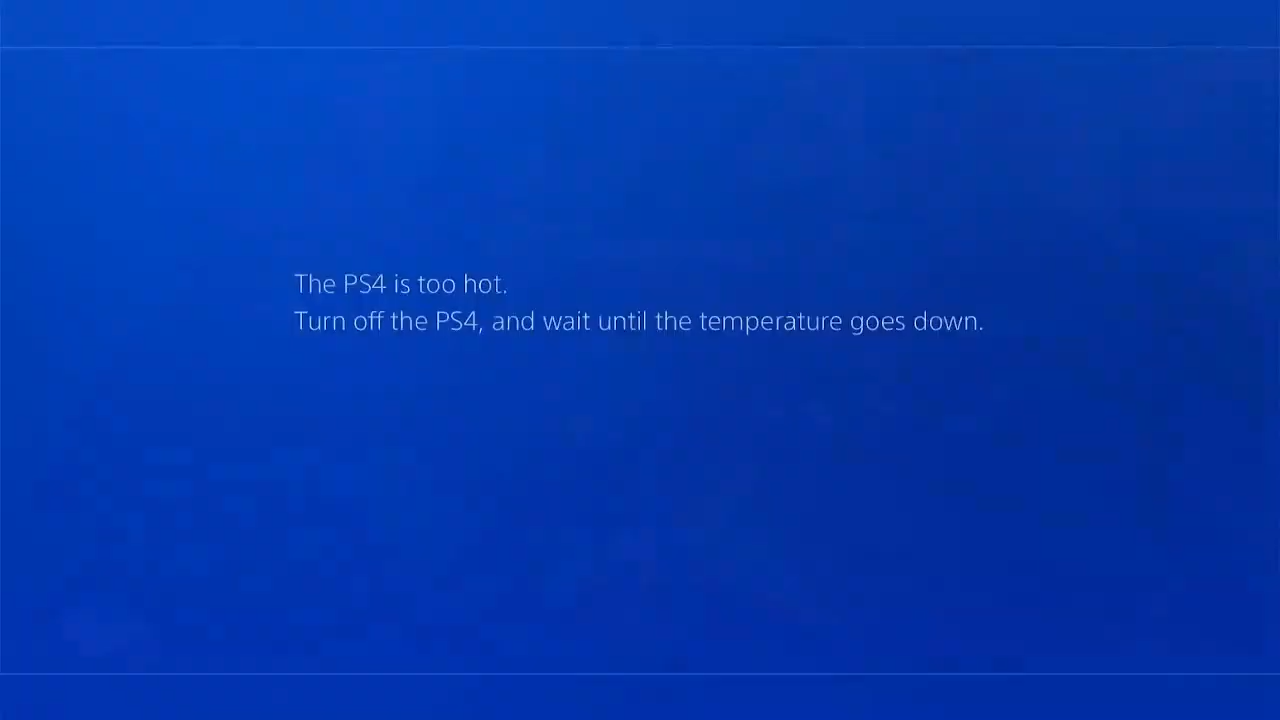 The PS4 is too hot.
Turn off the PS4, and wait until the temperature goes down.